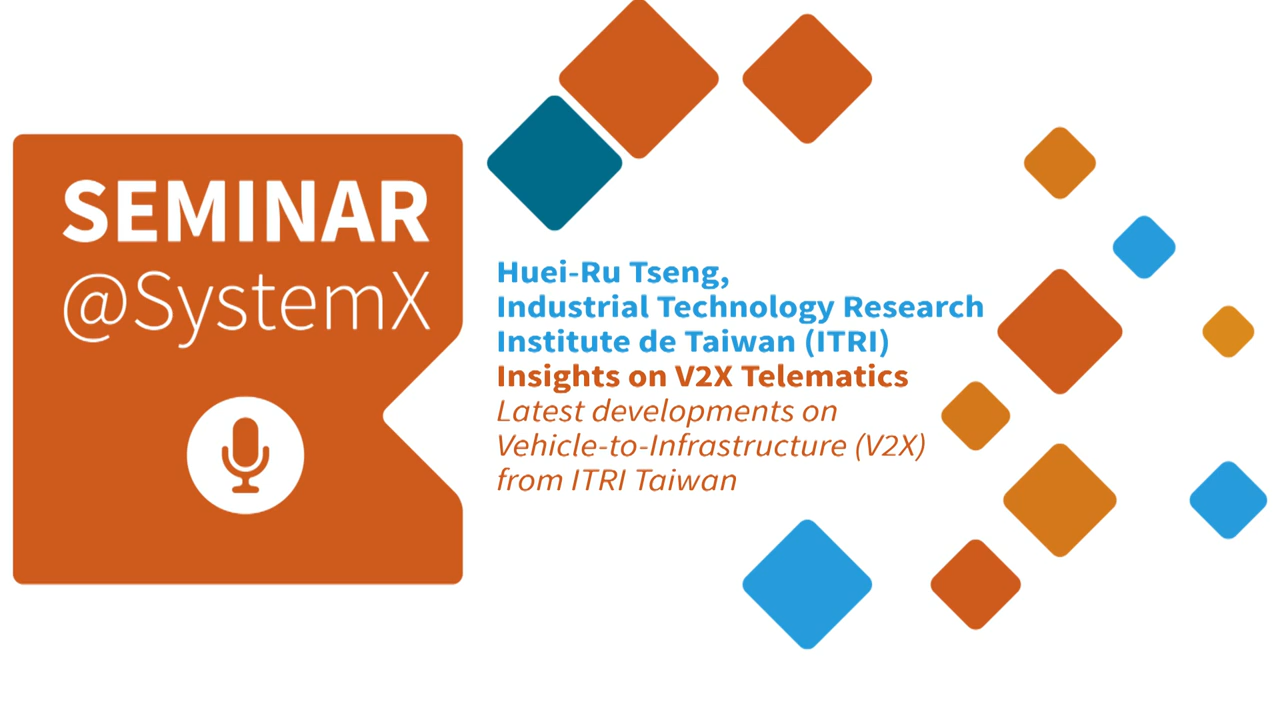 SEMINAR
@SystemX
Huei-Ru Tseng,
Industrial Technology Research
Institute de Taiwan (ITRI)
Insights on V2X Telematics
Latest developments on
Vehicle-to-Infrastructure (V2X)
from ITRI Taiwan